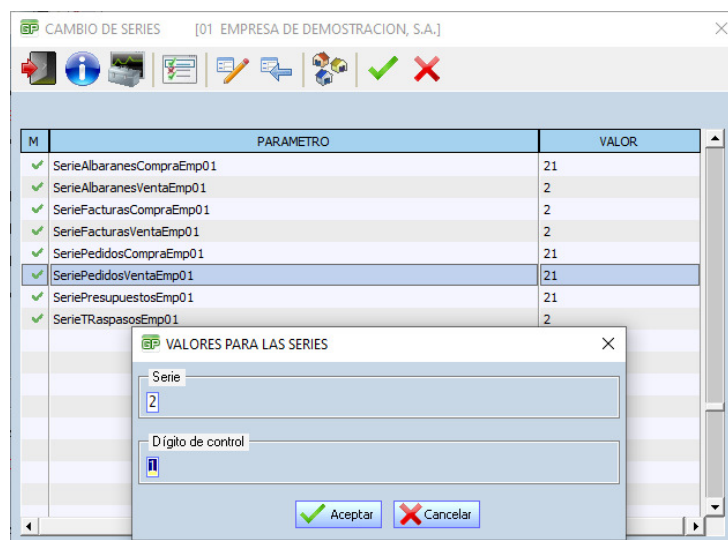 GP CAMBIO DE SERIES [01 EMPRESA DE DEMOSTRACION, S.A.]
M PARAMETRO VALOR
SerieAlbaranesCompraEmp01 21
SerieAlbaranesVentaEmp01 2
SerieFacturasCompraEmp01 2
SerieFacturasVentaEmp01 2
SeriePedidosCompraEmp01 21
SeriePedidosVentaEmp01 21
SeriePresupuestosEmp01 21
SerieTRaspasosEmp01 2
GP VALORES PARA LAS SERIES
Serie
2
Dígito de control
1
Aceptar Cancelar